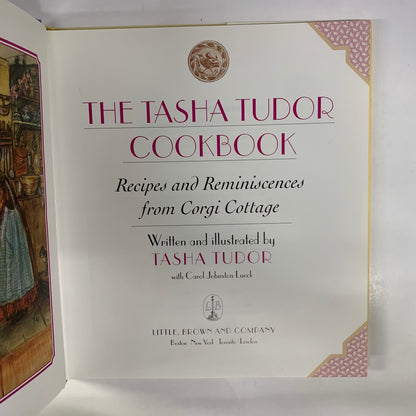 THE TASHA TUDOR
COOKBOOK
Recipes and Reminiscences
from Corgi Cottage
Written and illustrated by
TASHA TUDOR
with Carol Johnston Lueck
L B
LITTLE, BROWN AND COMPANY
Boston New York Toronto London